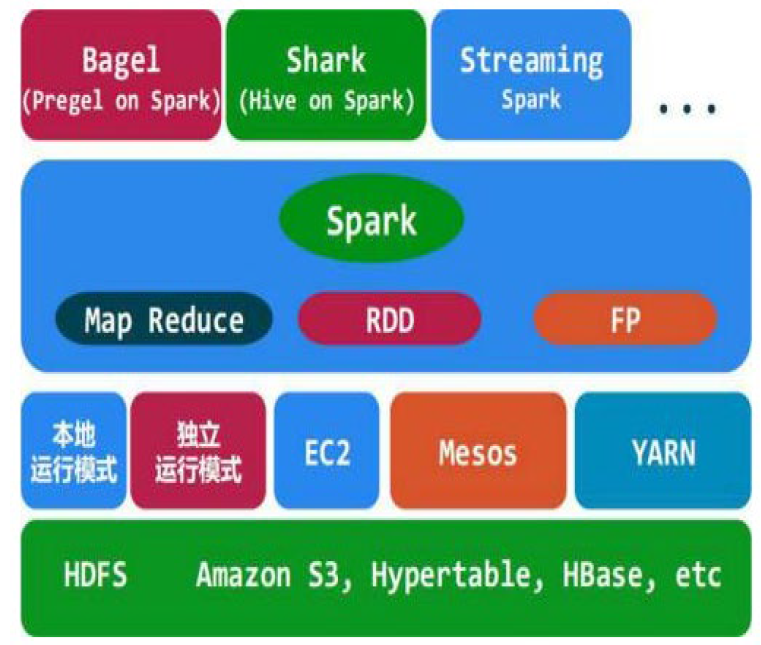 Bagel
(Pregel on Spark)
Shark
(Hive on Spark)
Streaming
Spark
...
Spark
Map Reduce
RDD
FP
本地
运行模式
独立
运行模式
EC2
Mesos
YARN
HDFS Amazon S3, Hypertable, HBase, etc